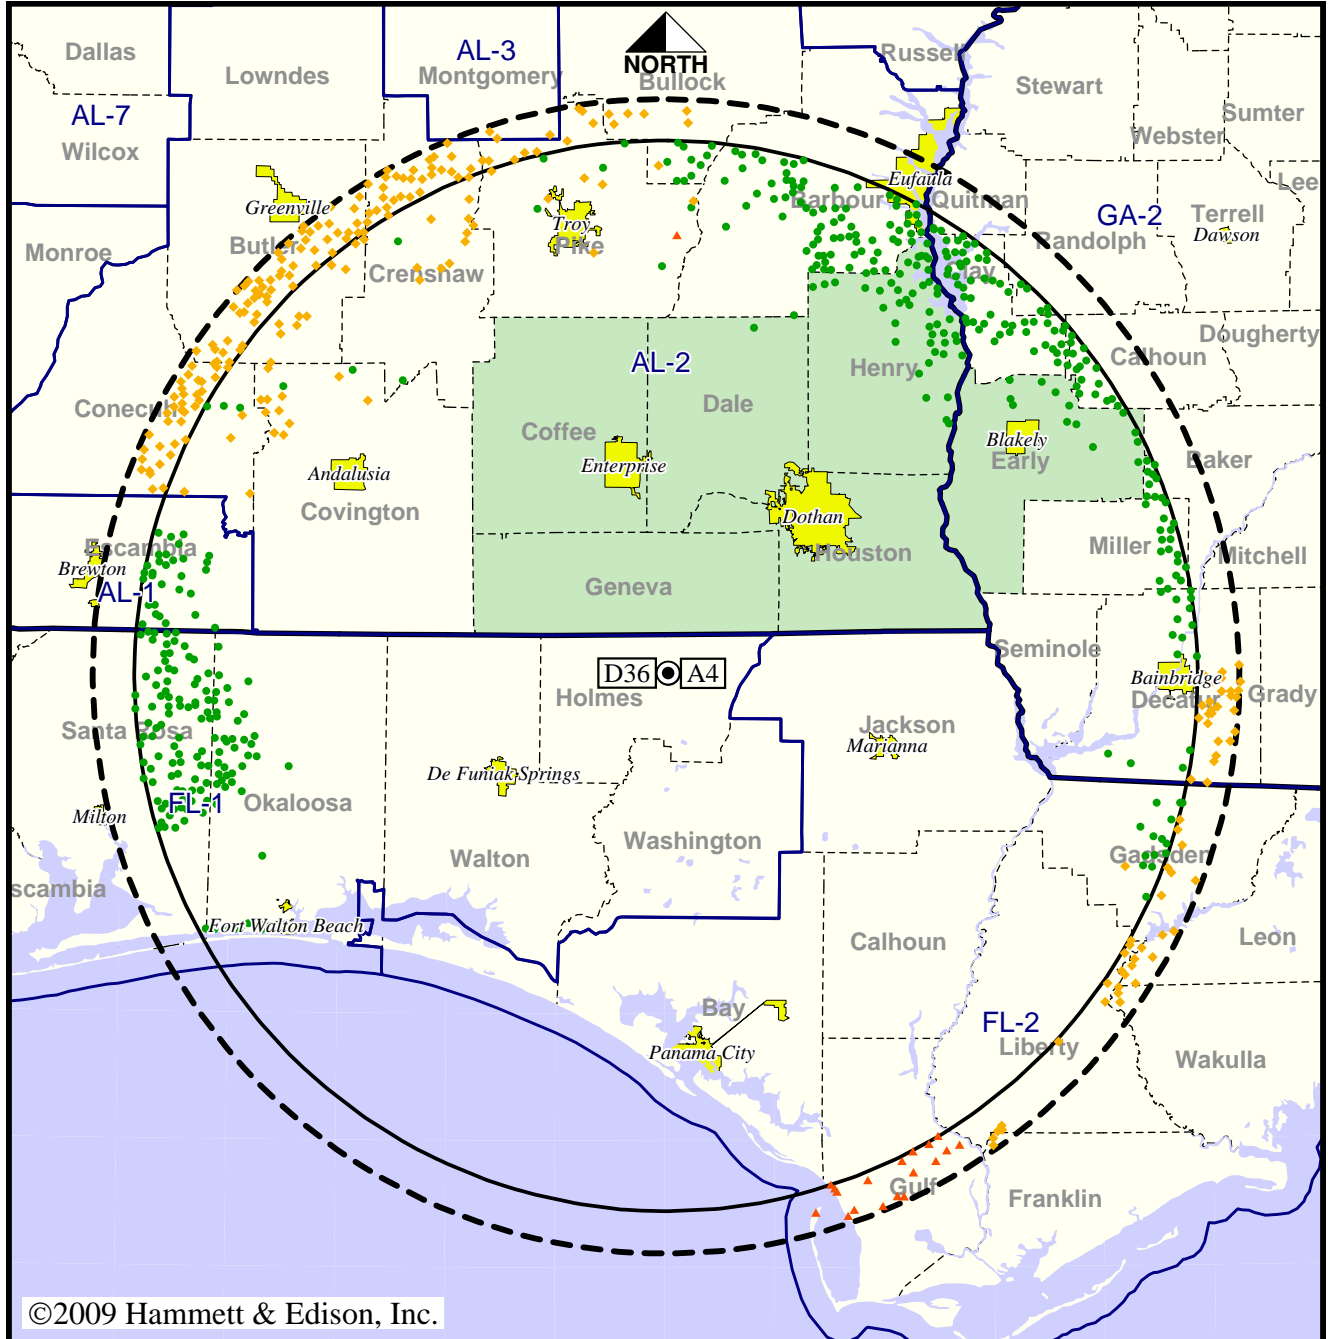 Dallas
AL-3
Lowndes
Montgomery
NORTH
Bullock
Russell
Stewart
AL-7
Sumter
Wilcox
Webster
Eufaula
Lee
Greenville
Barbour
Quitman
Troy
GA-2
Terrell
Dawson
Monroe
Butler
Pike
Randolph
Crenshaw
Clay
Dougherty
AL-2
Calhoun
Henry
Conecuh
Dale
Coffee
Blakely
Early
Baker
Enterprise
Andalusia
Covington
Dothan
Escambia
Houston
Miller
Mitchell
Brewton
AL-1
Geneva
Seminole
D36
A4
Bainbridge
Holmes
Decatur
Grady
Santa Rosa
Jackson
Marianna
De Funiak Springs
FL-1
Okaloosa
Milton
Washington
Walton
Gadsden
scambia
Fort Walton Beach
Calhoun
Leon
Bay
FL-2
Panama City
Liberty
Wakulla
Gulf
Franklin
©2009 Hammett & Edison, Inc.